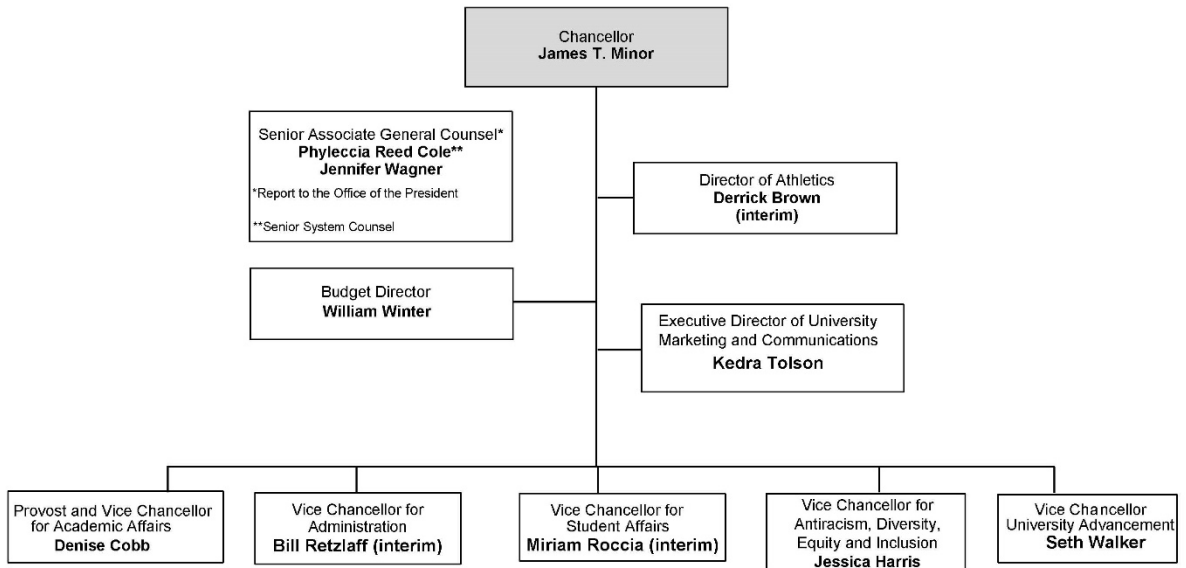 Chancellor
James T. Minor
Senior Associate General Counsel*
Phyleccia Reed Cole**
Jennifer Wagner
*Report to the Office of the President
**Senior System Counsel
Director of Athletics
Derrick Brown
(interim)
Budget Director
William Winter
Executive Director of University
Marketing and Communications
Kedra Tolson
Provost and Vice Chancellor
for Academic Affairs
Denise Cobb
Vice Chancellor for
Administration
Bill Retzlaff (interim)
Vice Chancellor for
Student Affairs
Miriam Roccia (interim)
Vice Chancellor for
Antiracism, Diversity,
Equity and Inclusion
Jessica Harris
Vice Chancellor
University Advancement
Seth Walker